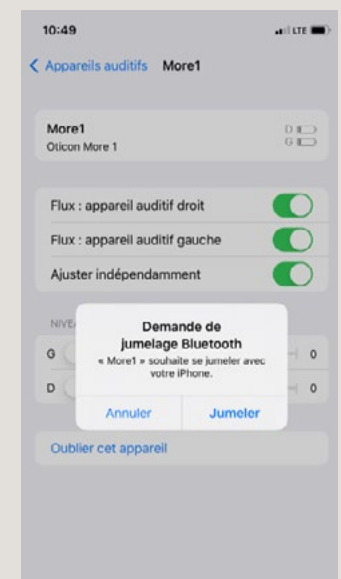 10:49 LTE
Appareils auditifs More1
More1 D
Oticon More 1 G
Flux : appareil auditif droit
Flux : appareil auditif gauche
Ajuster indépendamment
NIVE
Demande de
jumelage Bluetooth
« More1 » souhaite se jumeler avec
votre iPhone.
G 0
D 0
Annuler Jumeler
Oublier cet appareil